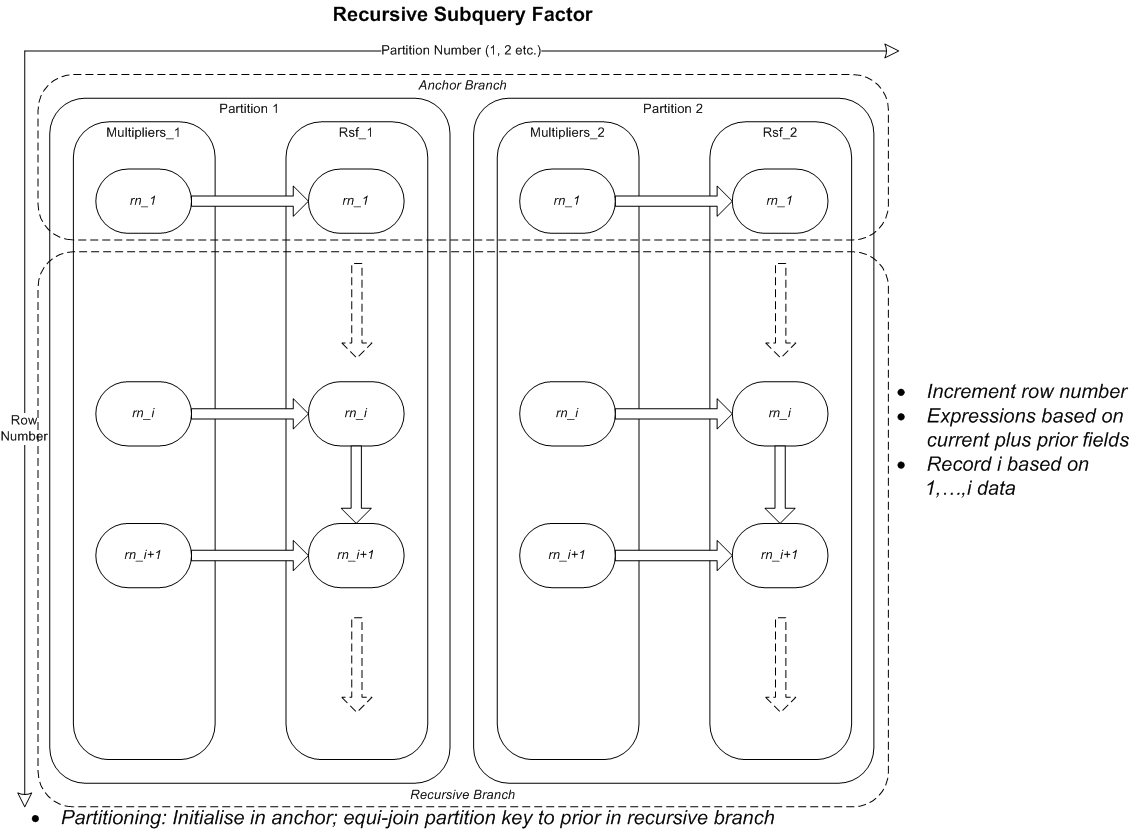 Recursive Subquery Factor
Partition Number (1, 2 etc.)
Anchor Branch
Partition 1
Partition 2
Multipliers_1
Rsf_1
Multipliers_2
Rsf_2
rn_1
rn_1
rn_1
rn_1
rn_i
rn_i
rn_i
rn_i
Row
Number
• Increment row number
• Expressions based on
current plus prior fields
• Record i based on
1,…,i data
rn_i+1
rn_i+1
rn_i+1
rn_i+1
Recursive Branch
• Partitioning: Initialise in anchor; equi-join partition key to prior in recursive branch